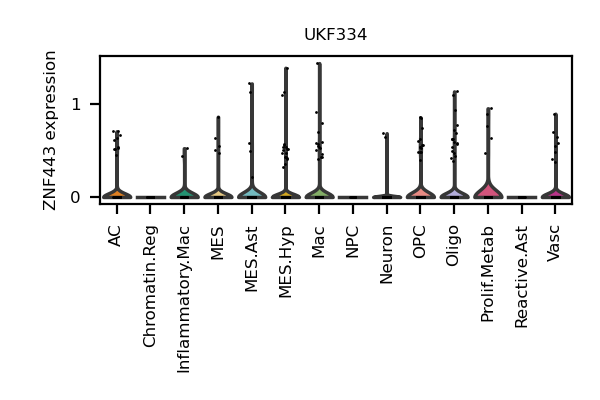 UKF334
ZNF443 expression
1
0
AC
Chromatin.Reg
Inflammatory.Mac
MES
MES.Ast
MES.Hyp
Mac
NPC
Neuron
OPC
Oligo
Prolif.Metab
Reactive.Ast
Vasc